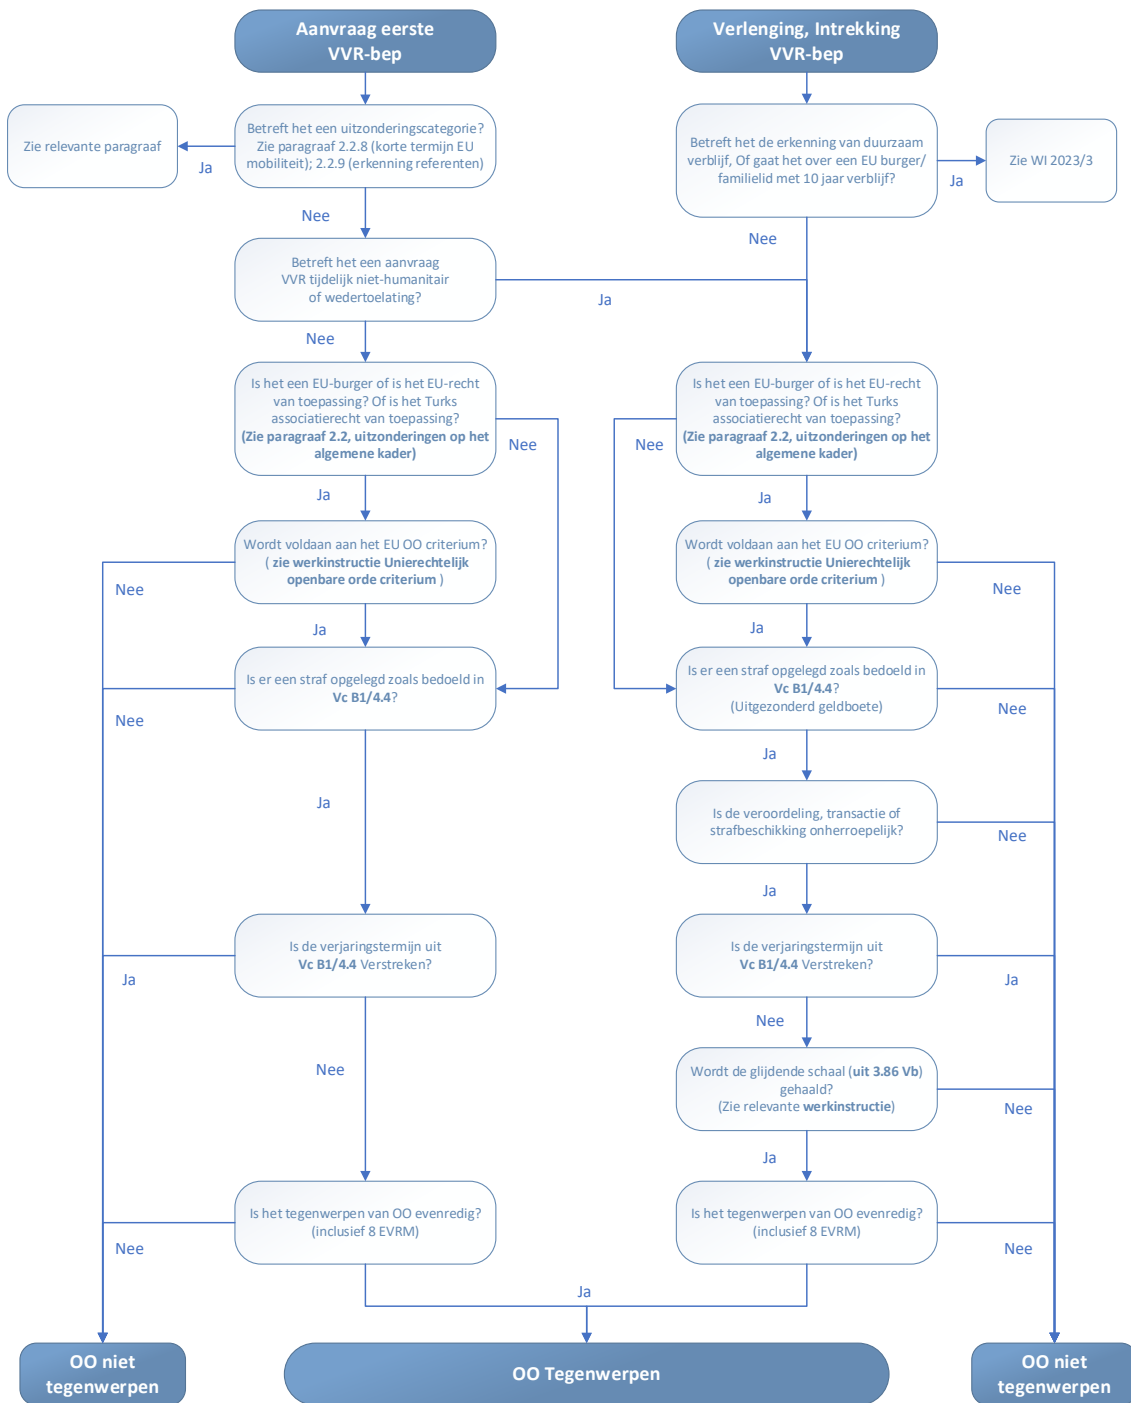 Aanvraag eerste
VVR-bep
Verlenging, Intrekking
VVR-bep
Zie relevante paragraaf
Ja
Betreft het een uitzonderingscategorie?
Zie paragraaf 2.2.8 (korte termijn EU
mobiliteit); 2.2.9 (erkenning referenten)
Betreft het de erkenning van duurzaam
verblijf, Of gaat het over een EU burger/
familielid met 10 jaar verblijf?
Ja
Zie WI 2023/3
Nee
Nee
Betreft het een aanvraag
VVR tijdelijk niet-humanitair
of wedertoelating?
Ja
Nee
Is het een EU-burger of is het EU-recht
van toepassing? Of is het Turks
associatierecht van toepassing?
(Zie paragraaf 2.2, uitzonderingen op het
algemene kader)
Nee
Nee
Is het een EU-burger of is het EU-recht
van toepassing? Of is het Turks
associatierecht van toepassing?
(Zie paragraaf 2.2, uitzonderingen op het
algemene kader)
Ja
Ja
Wordt voldaan aan het EU OO criterium?
( zie werkinstructie Unierechtelijk
openbare orde criterium )
Nee
Wordt voldaan aan het EU OO criterium?
( zie werkinstructie Unierechtelijk
openbare orde criterium )
Nee
Ja
Ja
Is er een straf opgelegd zoals bedoeld in
Vc B1/4.4?
Nee
Is er een straf opgelegd zoals bedoeld in
Vc B1/4.4?
(Uitgezonderd geldboete)
Nee
Ja
Ja
Is de veroordeling, transactie of
strafbeschikking onherroepelijk?
Nee
Ja
Is de verjaringstermijn uit
Vc B1/4.4 Verstreken?
Ja
Is de verjaringstermijn uit
Vc B1/4.4 Verstreken?
Ja
Nee
Nee
Wordt de glijdende schaal (uit 3.86 Vb)
gehaald?
(Zie relevante werkinstructie)
Nee
Ja
Is het tegenwerpen van OO evenredig?
(inclusief 8 EVRM)
Nee
Is het tegenwerpen van OO evenredig?
(inclusief 8 EVRM)
Nee
Ja
OO niet
tegenwerpen
OO Tegenwerpen
OO niet
tegenwerpen